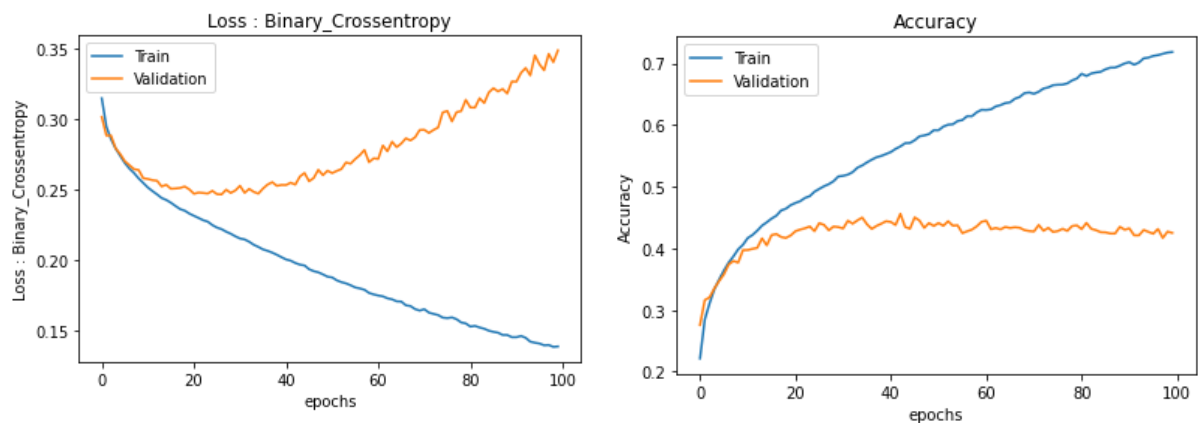 Loss : Binary_Crossentropy
Train
Validation
0.35
0.30
0.25
0.20
0.15
Loss : Binary_Crossentropy
0
20
40
60
80
100
epochs
Accuracy
Train
Validation
0.7
0.6
0.5
0.4
0.3
0.2
Accuracy
0
20
40
60
80
100
epochs